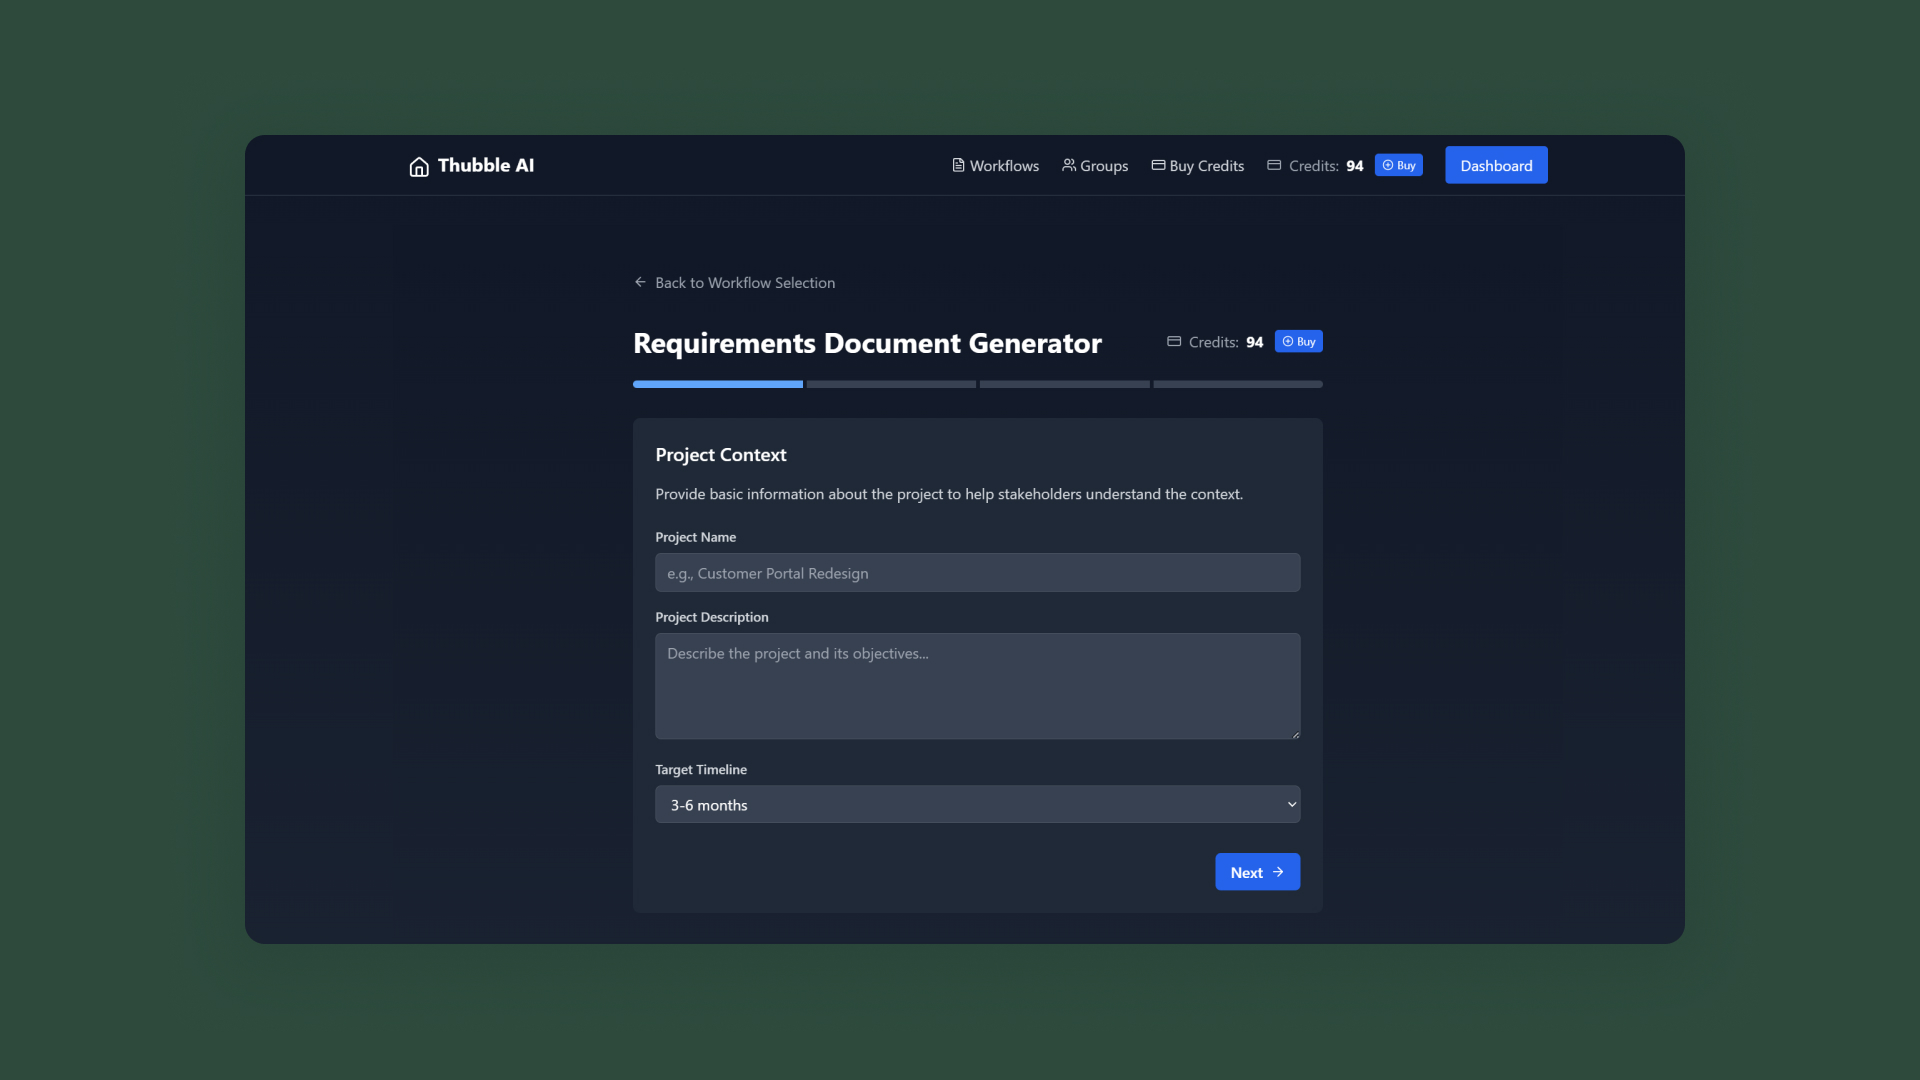 Thubble AI
Workflows
Groups
Buy Credits
Credits: 94
Buy
Dashboard
Back to Workflow Selection
Requirements Document Generator
Credits: 94
Buy
Project Context
Provide basic information about the project to help stakeholders understand the context.
Project Name
e.g., Customer Portal Redesign
Project Description
Describe the project and its objectives...
Target Timeline
3-6 months
Next